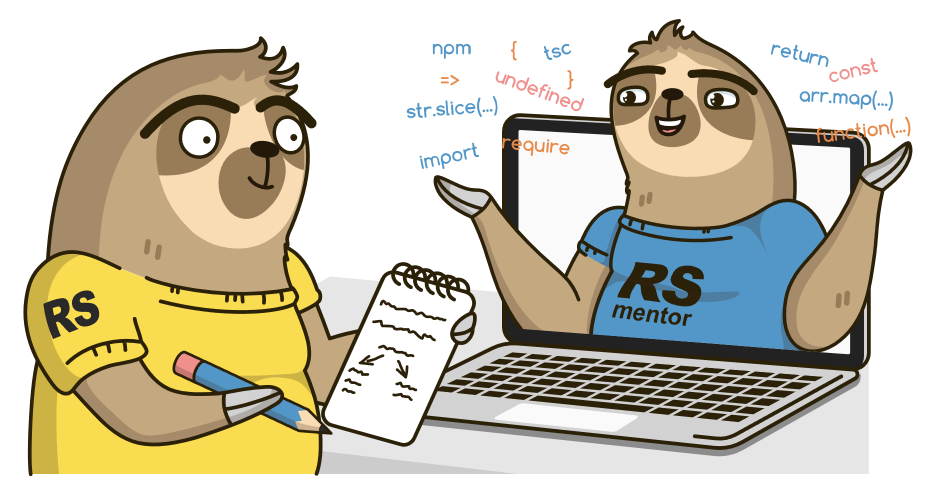 npm { tsc
=> undefined }
str.slice(...)
import require
return
const
arr.map(...)
function(...)
RS
RS
mentor